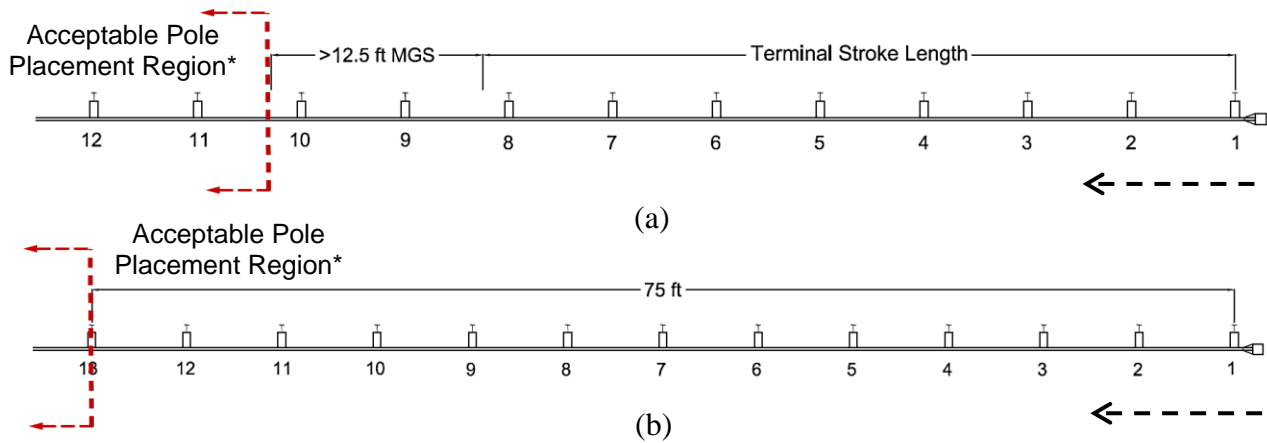 Acceptable Pole
Placement Region*
>12.5 ft MGS
Terminal Stroke Length
12 11 10 9 8 7 6 5 4 3 2 1
(a)
Acceptable Pole
Placement Region*
75 ft
13 12 11 10 9 8 7 6 5 4 3 2 1
(b)